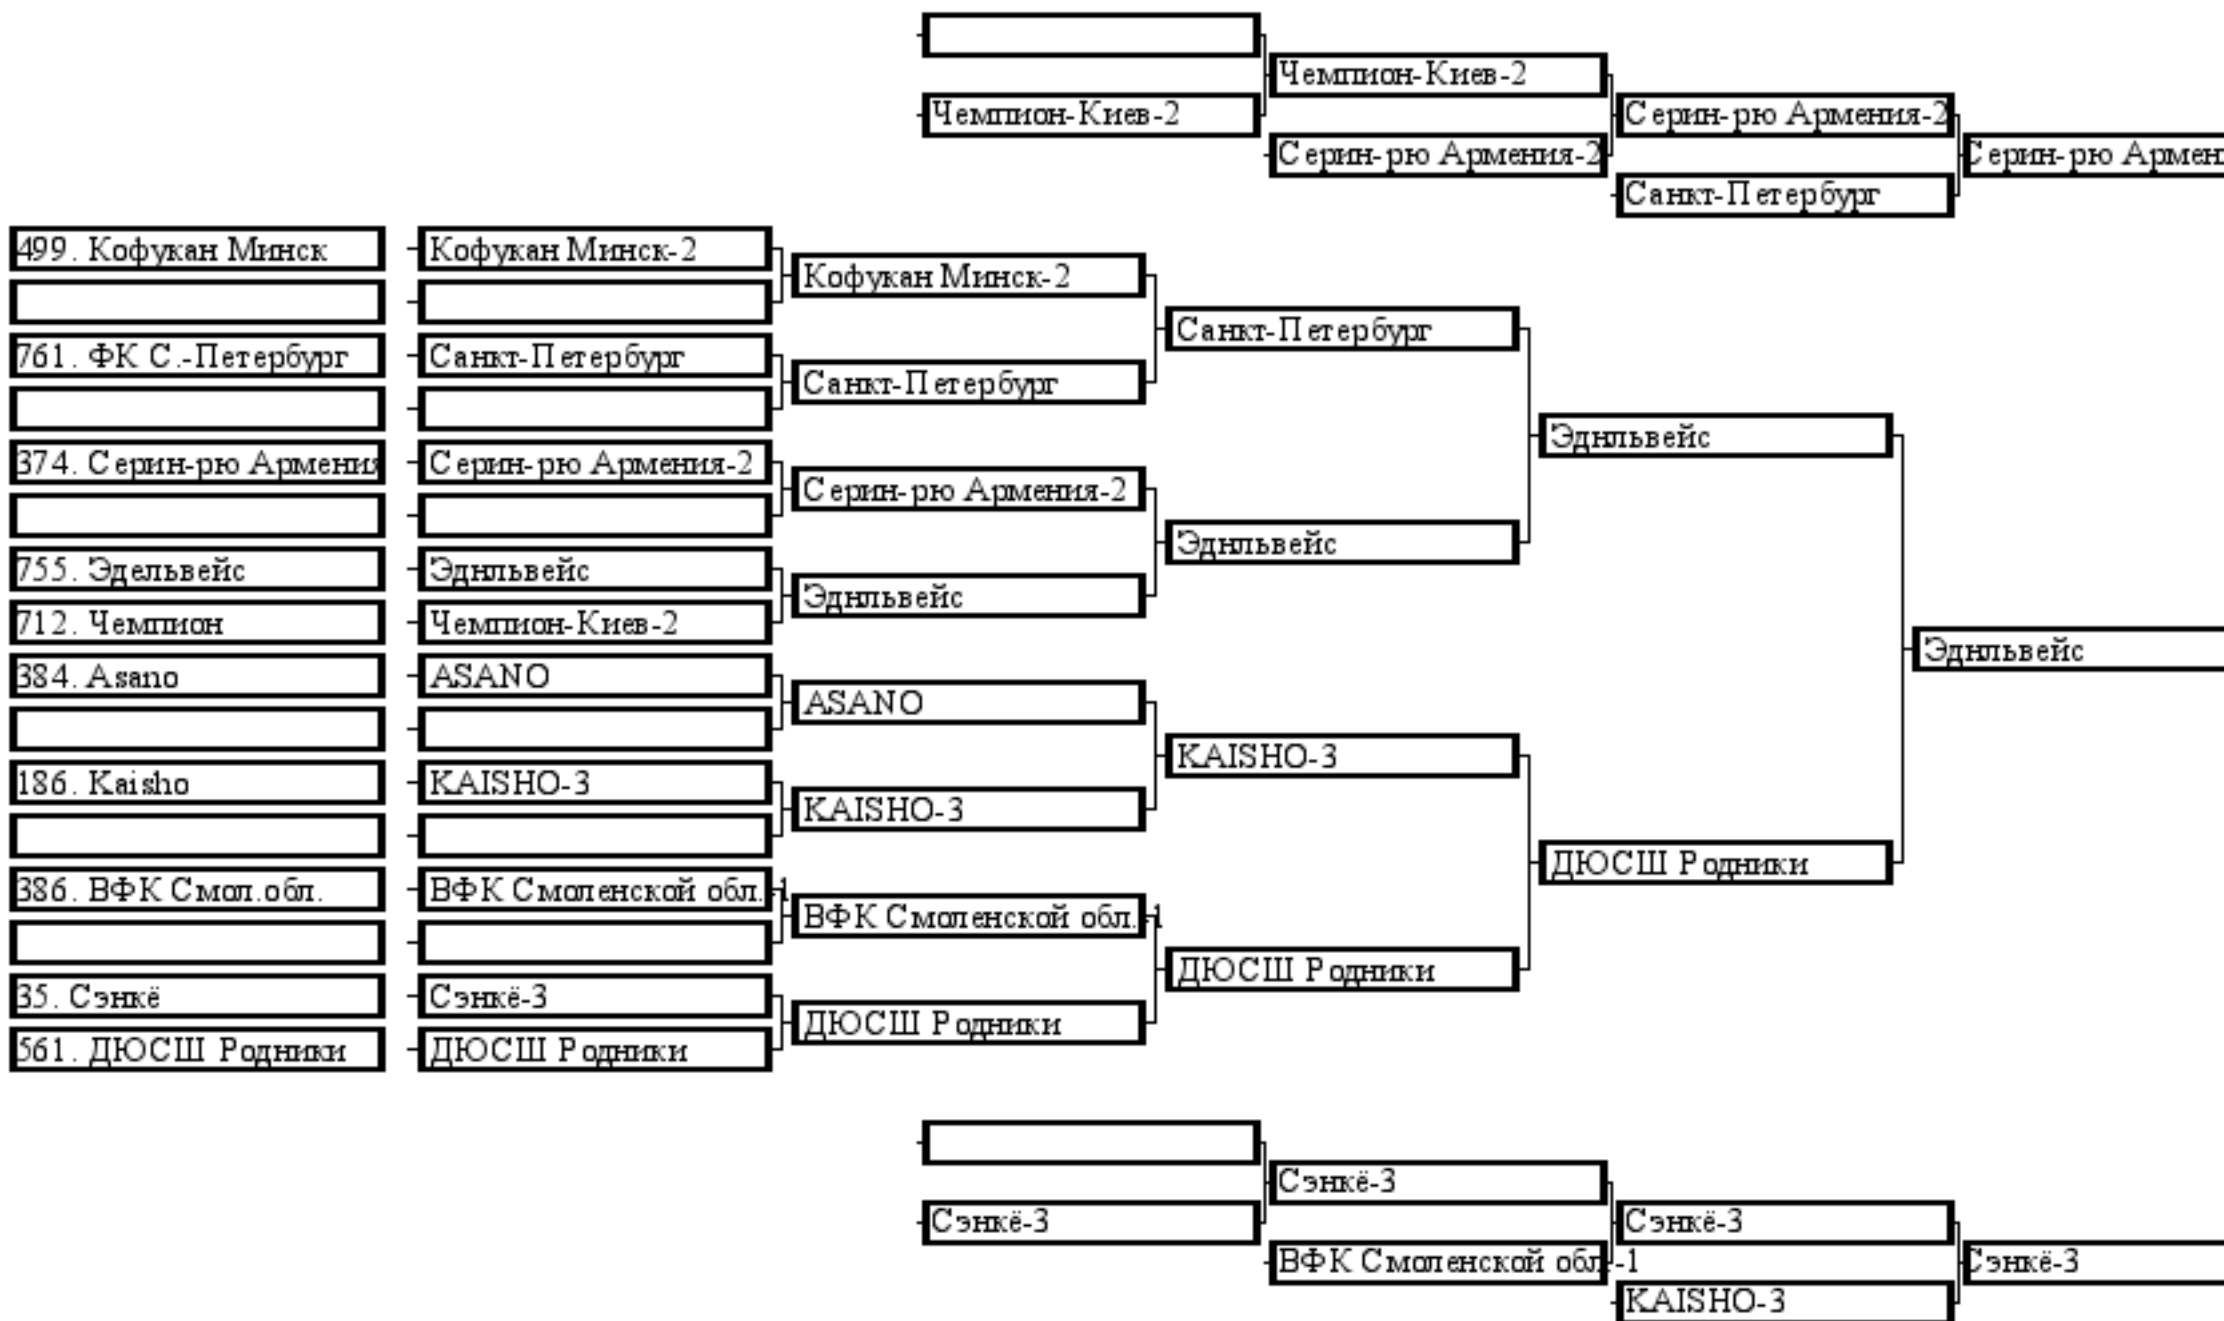 Чемпион-Киев-2
Чемпион-Киев-2
Серин-рю Армения-2
Серин-рю Армения-2
Серин-рю Армен
Санкт-Петербург
499. Кофукан Минск
Кофукан Минск-2
Кофукан Минск-2
Санкт-Петербург
761. ФК С.-Петербург
Санкт-Петербург
Санкт-Петербург
Эднльвейс
374. Серин-рю Армения
Серин-рю Армения-2
Серин-рю Армения-2
Эднльвейс
755. Эдельвейс
Эднльвейс
Эднльвейс
712. Чемпион
Чемпион-Киев-2
Эднльвейс
384. Asano
ASANO
ASANO
KAISHO-3
186. Kaisho
KAISHO-3
KAISHO-3
ДЮСШ Родники
386. ВФК Смол.обл.
ВФК Смоленской обл.-1
ВФК Смоленской обл.-1
ДЮСШ Родники
35. Сэнкё
Сэнкё-3
ДЮСШ Родники
561. ДЮСШ Родники
ДЮСШ Родники
Сэнкё-3
Сэнкё-3
Сэнкё-3
ВФК Смоленской обл.-1
Сэнкё-3
KAISHO-3